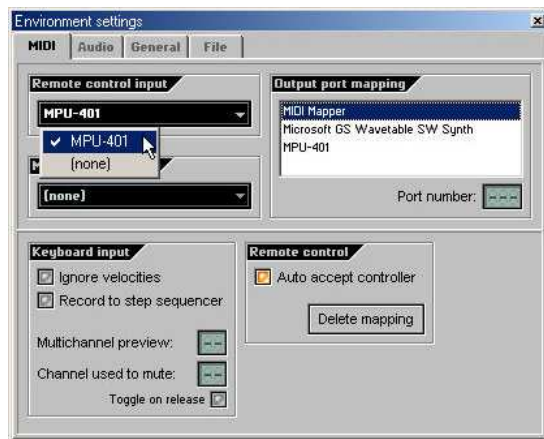 Environment settings
MIDI
Audio
General
File
Remote control input
MPU-401
MPU-401
(none)
(none)
Output port mapping
MIDI Mapper
Microsoft GS Wavetable SW Synth
MPU-401
Port number: ---
Keyboard input
Ignore velocities
Record to step sequencer
Multichannel preview: --
Channel used to mute: --
Toggle on release
Remote control
Auto accept controller
Delete mapping